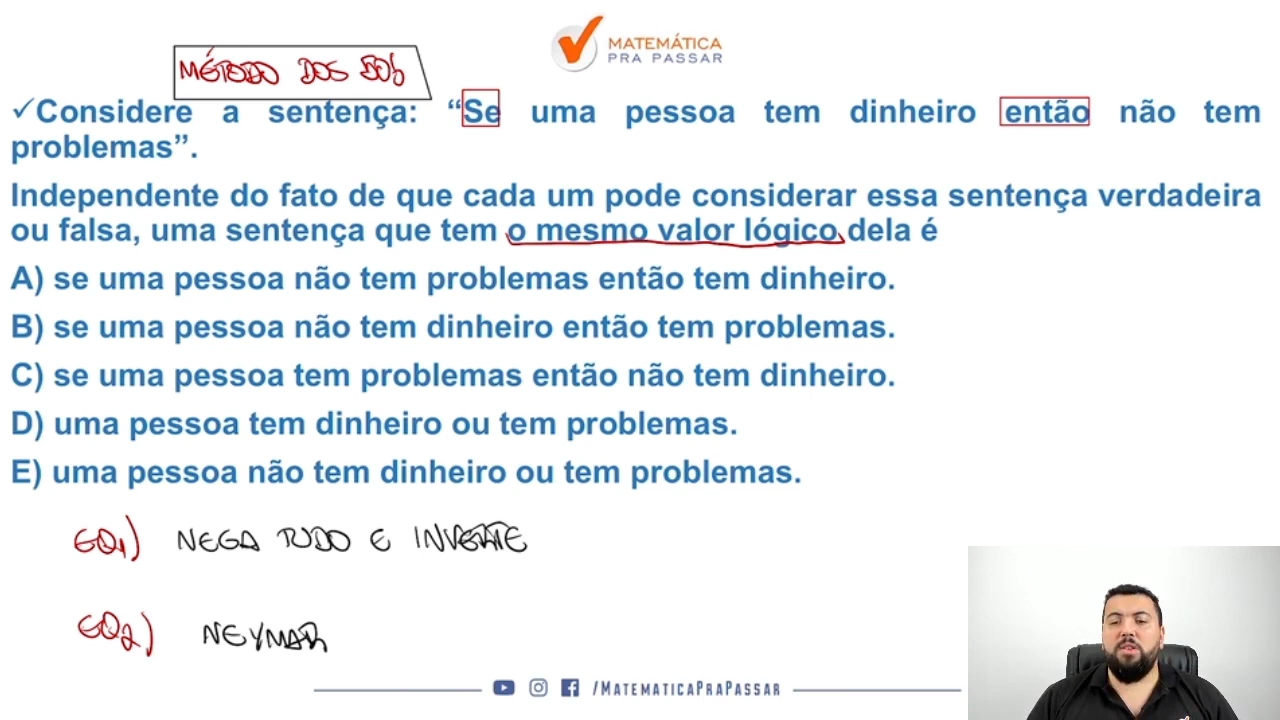 MATEMÁTICA
PRA PASSAR
MÉTODO DOS 50%
✓Considere a sentença: “Se uma pessoa tem dinheiro então não tem
problemas”.
Independente do fato de que cada um pode considerar essa sentença verdadeira
ou falsa, uma sentença que tem o mesmo valor lógico dela é
A) se uma pessoa não tem problemas então tem dinheiro.
B) se uma pessoa não tem dinheiro então tem problemas.
C) se uma pessoa tem problemas então não tem dinheiro.
D) uma pessoa tem dinheiro ou tem problemas.
E) uma pessoa não tem dinheiro ou tem problemas.
EQ1) NEGA TUDO E INVERTE
EQ2) NEYMAR
/MATEMATICAPRAPASSAR